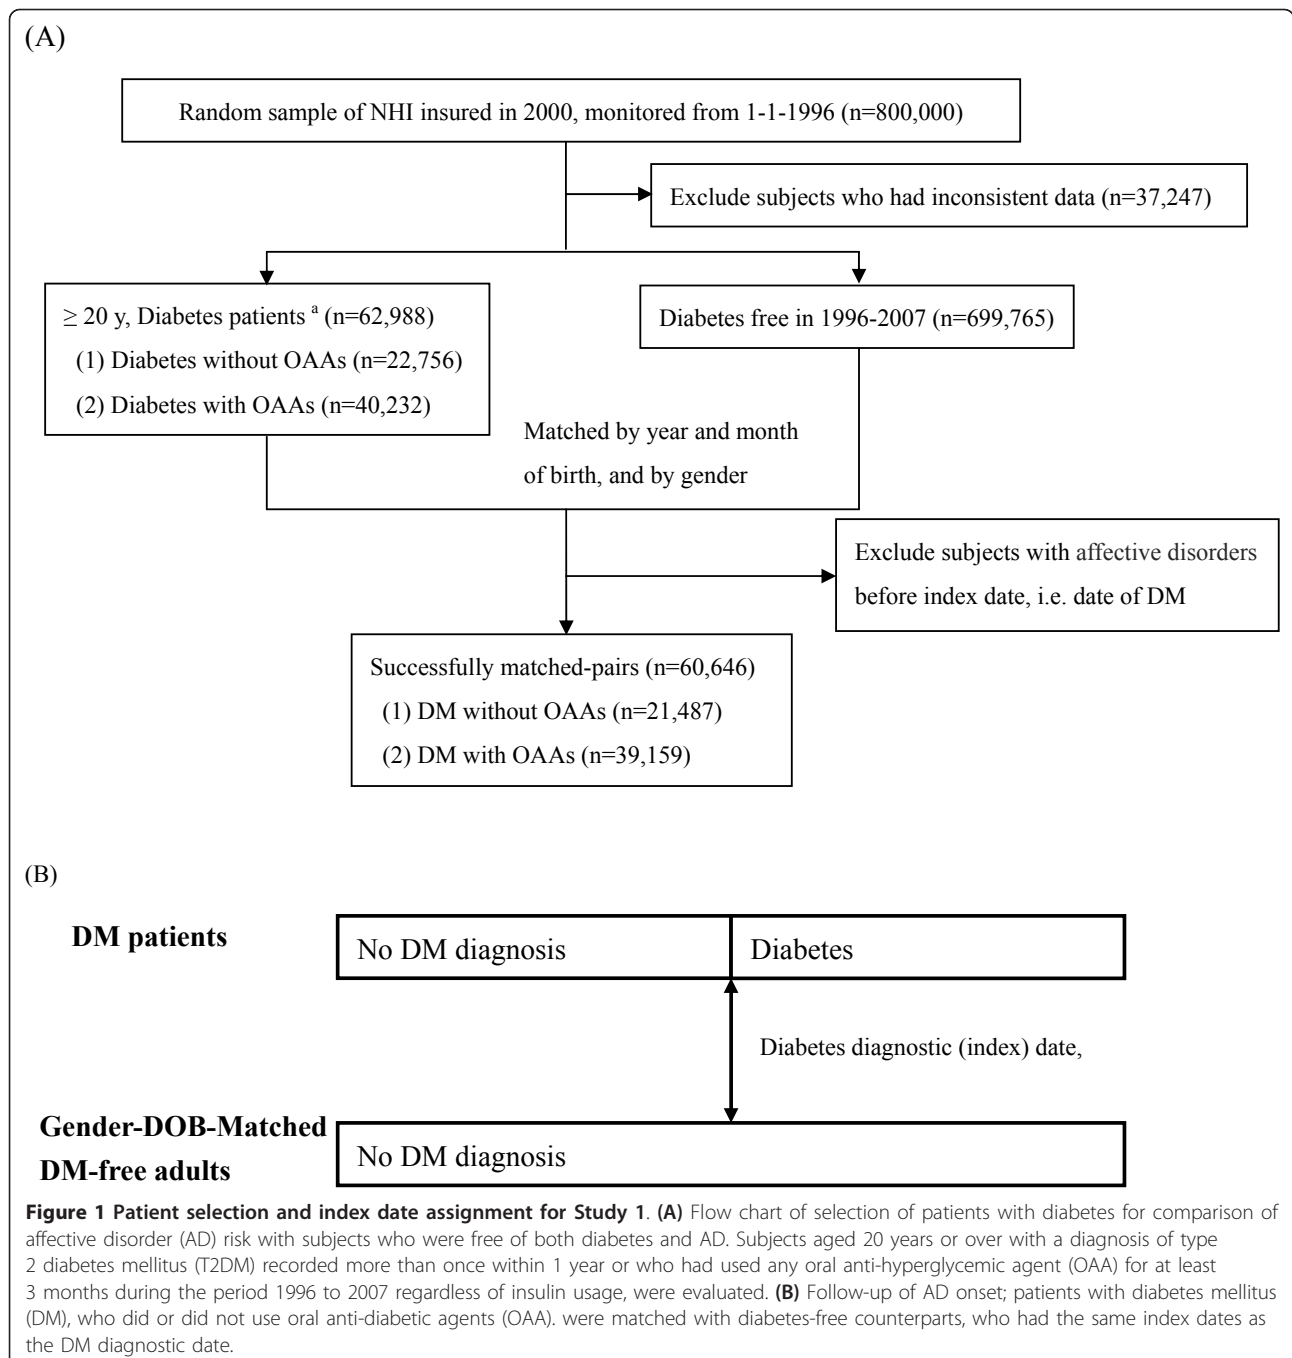 (A)
Random sample of NHI insured in 2000, monitored from 1-1-1996 (n=800,000)
Exclude subjects who had inconsistent data (n=37,247)
≥ 20 y, Diabetes patients a (n=62,988)
(1) Diabetes without OAAs (n=22,756)
(2) Diabetes with OAAs (n=40,232)
Diabetes free in 1996-2007 (n=699,765)
Matched by year and month
of birth, and by gender
Exclude subjects with affective disorders
before index date, i.e. date of DM
Successfully matched-pairs (n=60,646)
(1) DM without OAAs (n=21,487)
(2) DM with OAAs (n=39,159)
(B)
DM patients
No DM diagnosis
Diabetes
Diabetes diagnostic (index) date,
Gender-DOB-Matched
DM-free adults
No DM diagnosis
Figure 1 Patient selection and index date assignment for Study 1. (A) Flow chart of selection of patients with diabetes for comparison of
affective disorder (AD) risk with subjects who were free of both diabetes and AD. Subjects aged 20 years or over with a diagnosis of type
2 diabetes mellitus (T2DM) recorded more than once within 1 year or who had used any oral anti-hyperglycemic agent (OAA) for at least
3 months during the period 1996 to 2007 regardless of insulin usage, were evaluated. (B) Follow-up of AD onset; patients with diabetes mellitus
(DM), who did or did not use oral anti-diabetic agents (OAA). were matched with diabetes-free counterparts, who had the same index dates as
the DM diagnostic date.